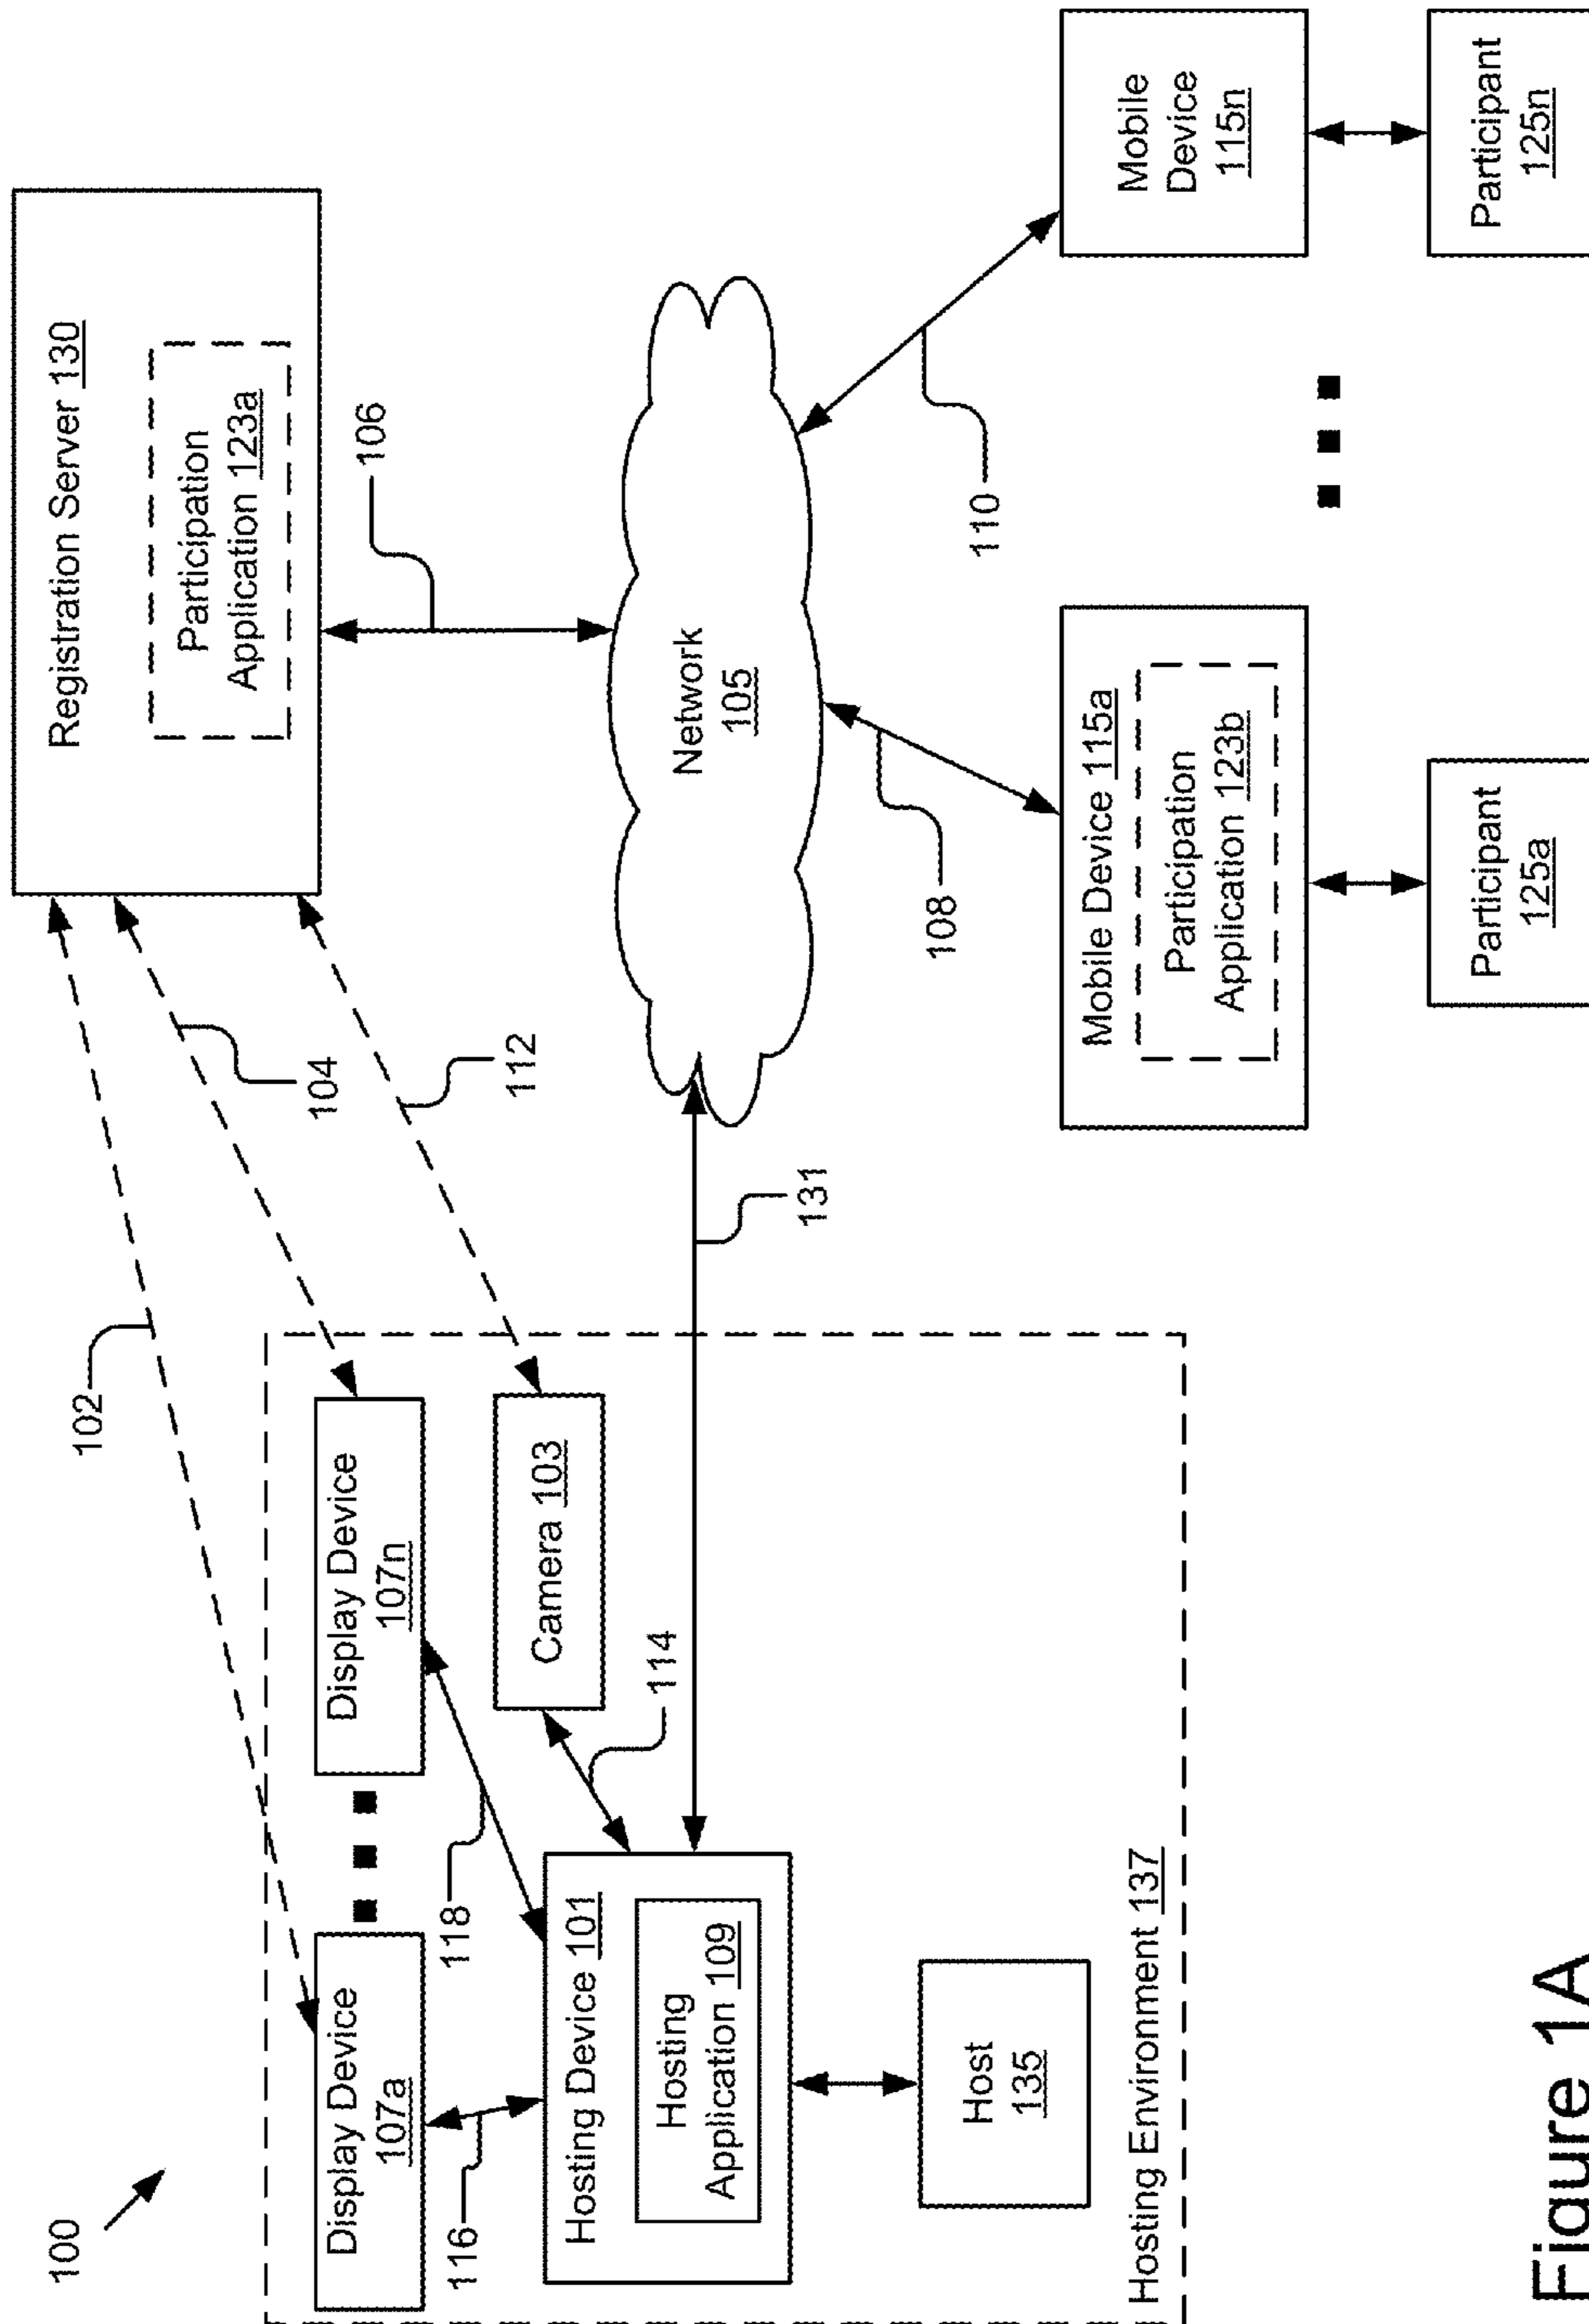 100
102
Registration Server 130
Participation
Application 123a
104
112
106
Display Device
107a
Display Device
107n
116
118
Camera 103
114
Hosting Device 101
Hosting
Application 109
131
Network
105
Host
135
Hosting Environment 137
108
110
Mobile Device 115a
Participation
Application 123b
Mobile
Device
115n
Participant
125a
Participant
125n
Figure 1A